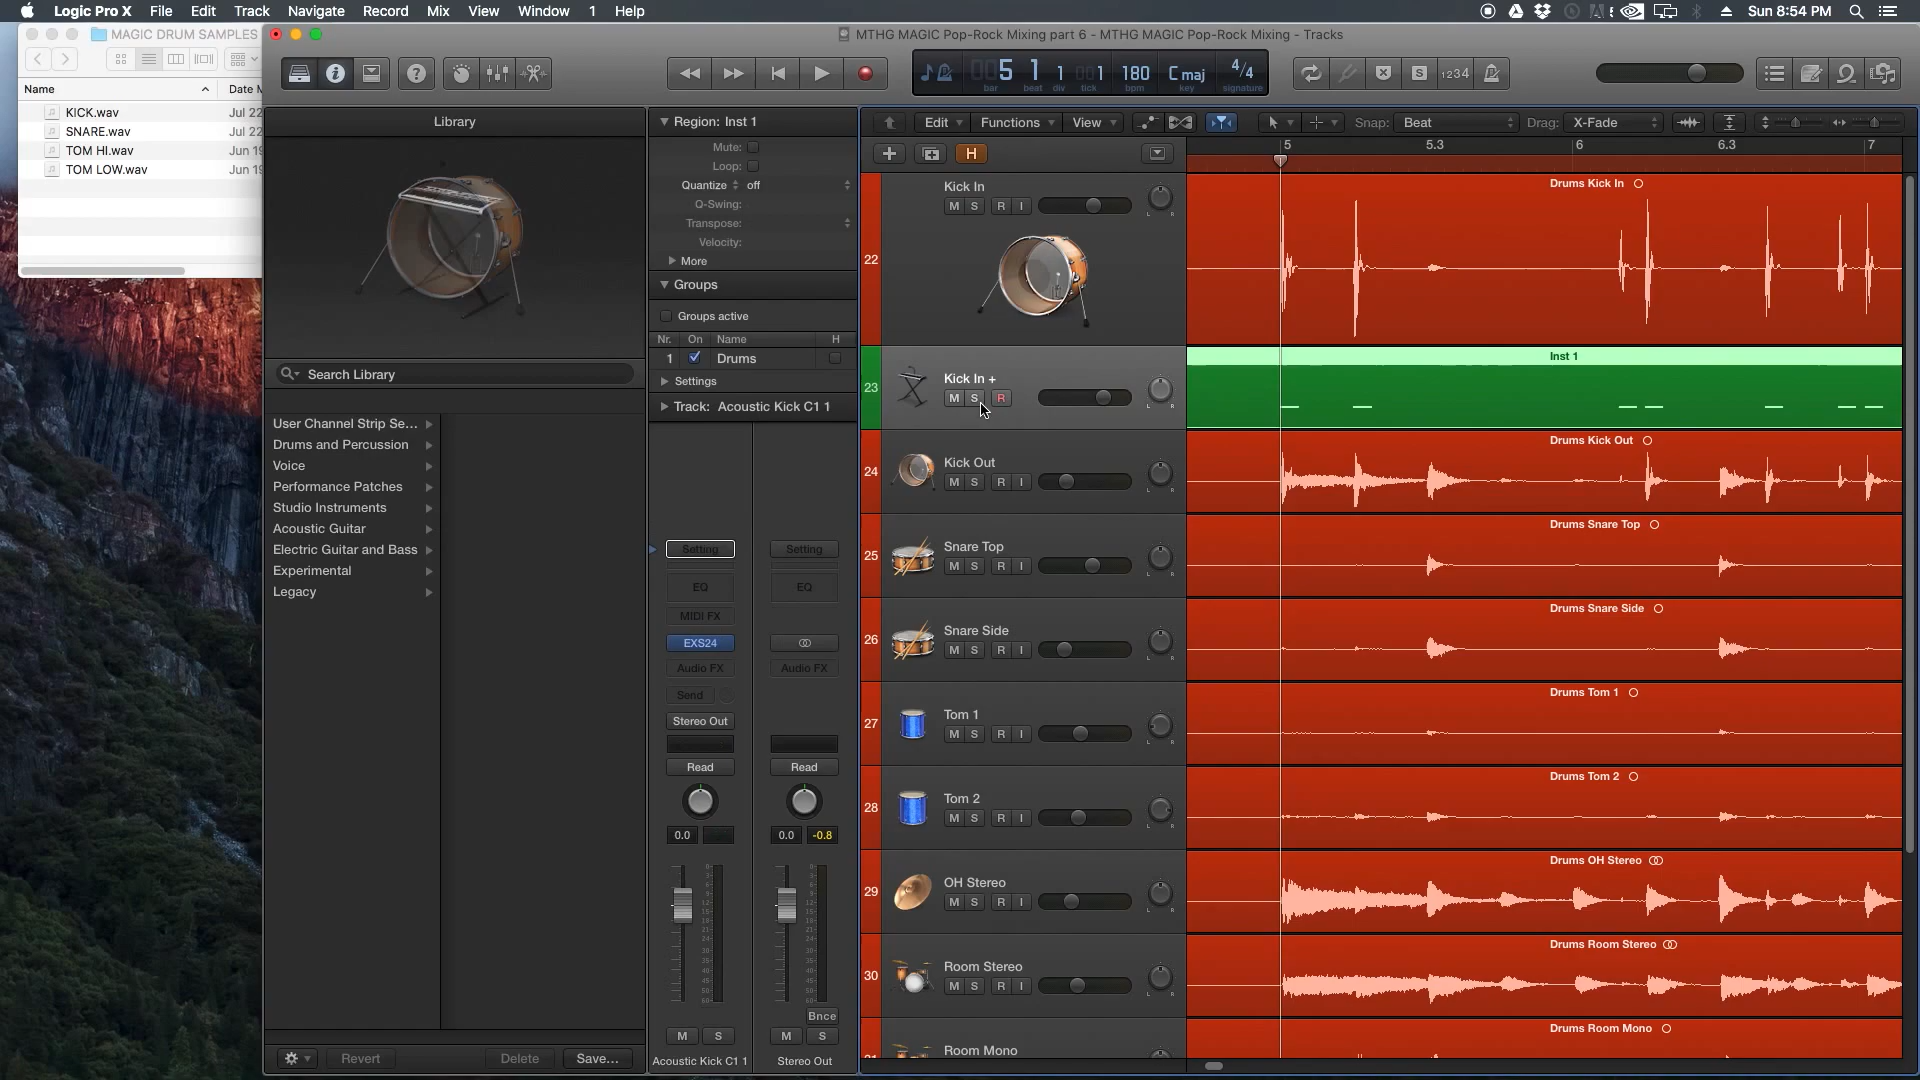 Logic Pro X File Edit Track Navigate Record Mix View Window 1 Help
Sun 8:54 PM
MAGIC DRUM SAMPLES
MTHG MAGIC Pop-Rock Mixing part 6 - MTHG MAGIC Pop-Rock Mixing - Tracks
Name Date M
KICK.wav Jul 22
SNARE.wav Jul 22
TOM HI.wav Jun 19
TOM LOW.wav Jun 19
005 1 1 001 180 C maj 4/4
bar beat div tick bpm key signature
S 1234
Library
Search Library
User Channel Strip Se...
Drums and Percussion
Voice
Performance Patches
Studio Instruments
Acoustic Guitar
Electric Guitar and Bass
Experimental
Legacy
Revert Delete Save...
Region: Inst 1
Mute:
Loop:
Quantize off
Q-Swing:
Transpose:
Velocity:
More
Groups
Groups active
Nr. On Name H
1 Drums
Settings
Track: Acoustic Kick C1 1
Setting Setting
EQ EQ
MIDI FX
EXS24
Audio FX Audio FX
Send
Stereo Out
Read Read
0.0 0.0 -0.8
Bnce
M S M S
Acoustic Kick C1 1 Stereo Out
Edit Functions View Snap: Beat Drag: X-Fade
H
5 5.3 6 6.3 7
22 Kick In
M S R I
Drums Kick In
23 Kick In +
M S R
Inst 1
24 Kick Out
M S R I
Drums Kick Out
25 Snare Top
M S R I
Drums Snare Top
26 Snare Side
M S R I
Drums Snare Side
27 Tom 1
M S R I
Drums Tom 1
28 Tom 2
M S R I
Drums Tom 2
29 OH Stereo
M S R I
Drums OH Stereo
30 Room Stereo
M S R I
Drums Room Stereo
Room Mono
Drums Room Mono